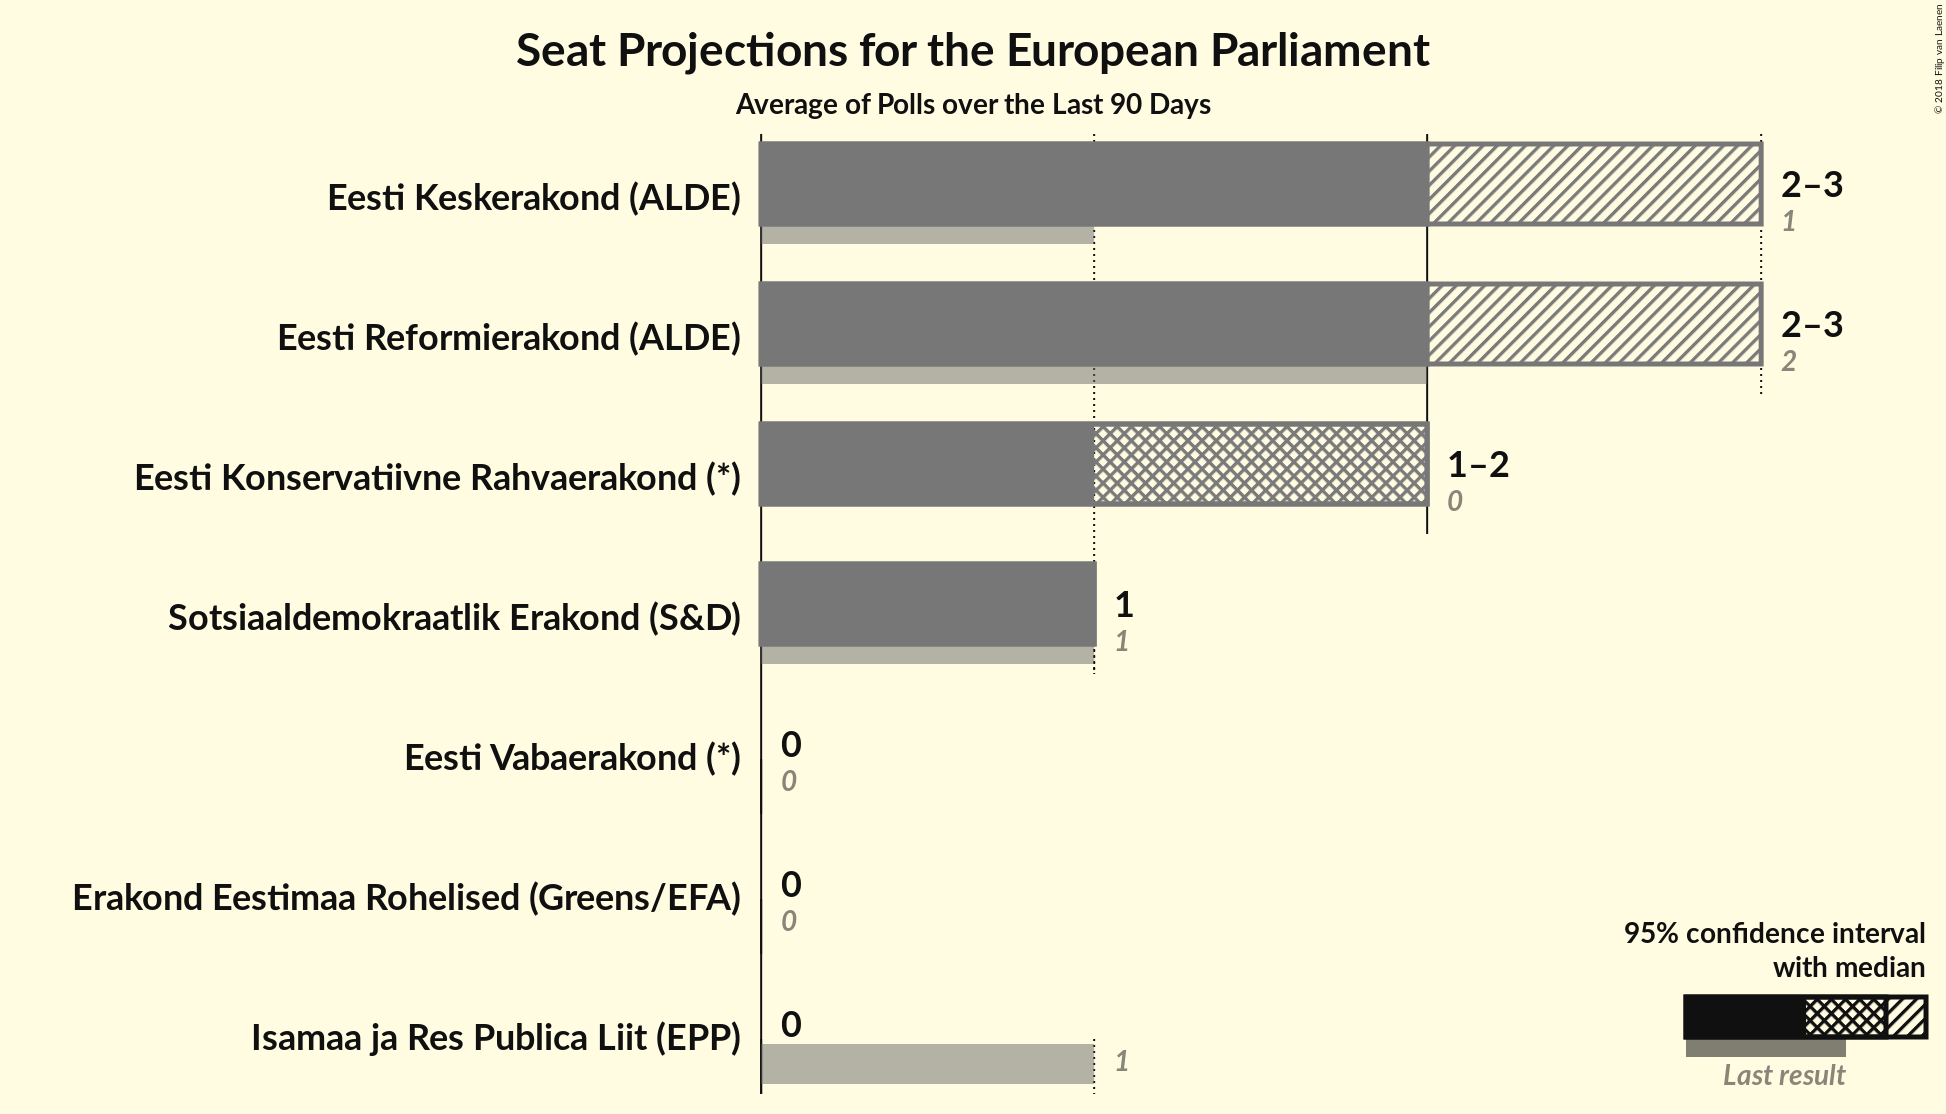 Seat Projections for the European Parliament
Average of Polls over the Last 90 Days
© 2018 Filip van Laenen
Eesti Keskerakond (ALDE)
2–3
1
Eesti Reformierakond (ALDE)
2–3
2
Eesti Konservatiivne Rahvaerakond (*)
1–2
0
Sotsiaaldemokraatlik Erakond (S&D)
1
1
Eesti Vabaerakond (*)
0
0
Erakond Eestimaa Rohelised (Greens/EFA)
0
0
Isamaa ja Res Publica Liit (EPP)
0
1
95% confidence interval
with median
Last result